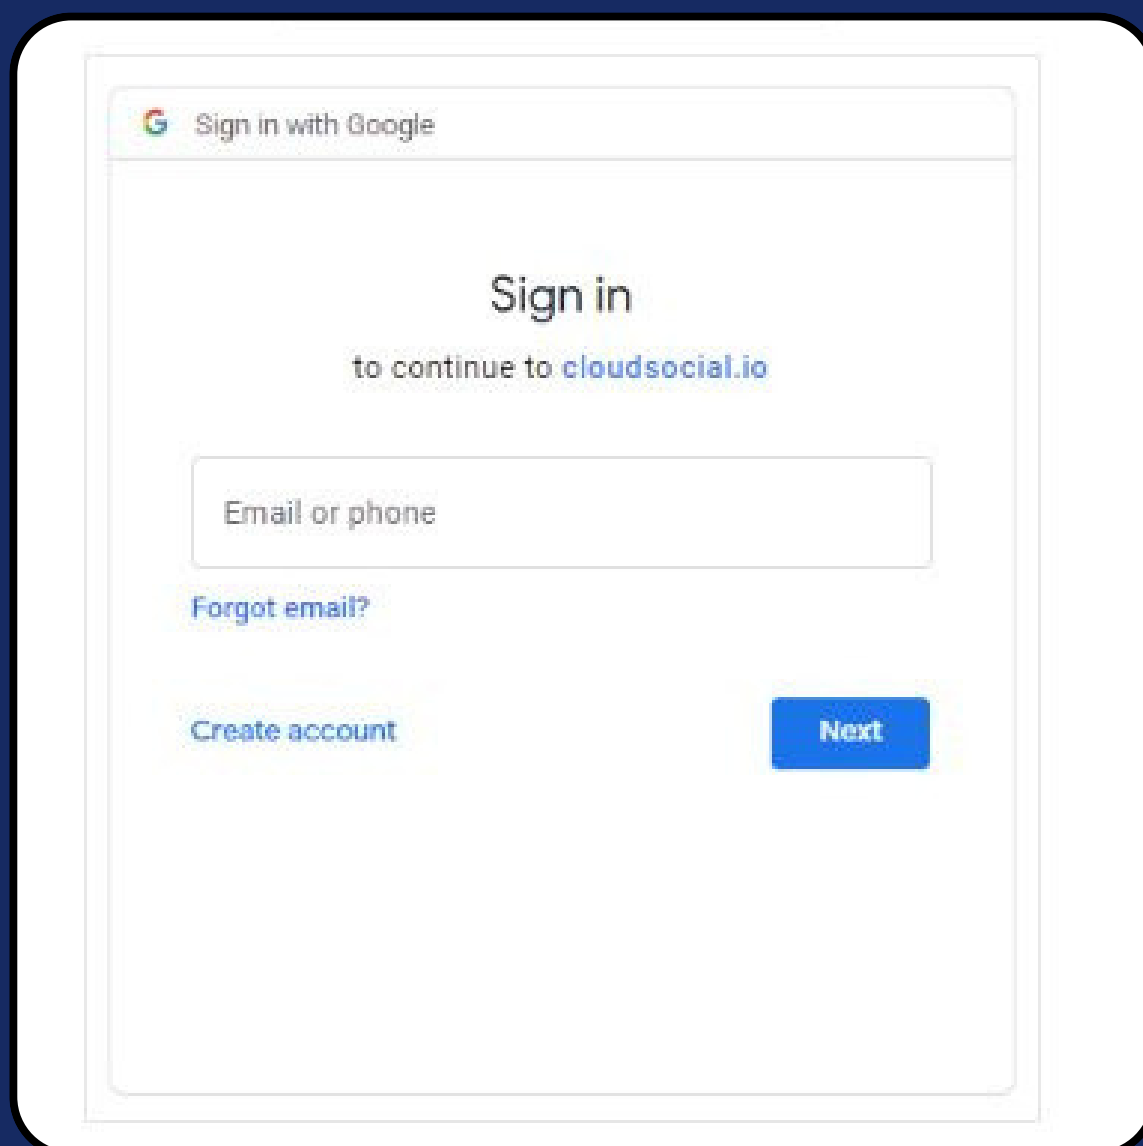 Sign in with Google
Sign in
to continue to cloudsocial.io
Email or phone
Forgot email?
Create account
Next